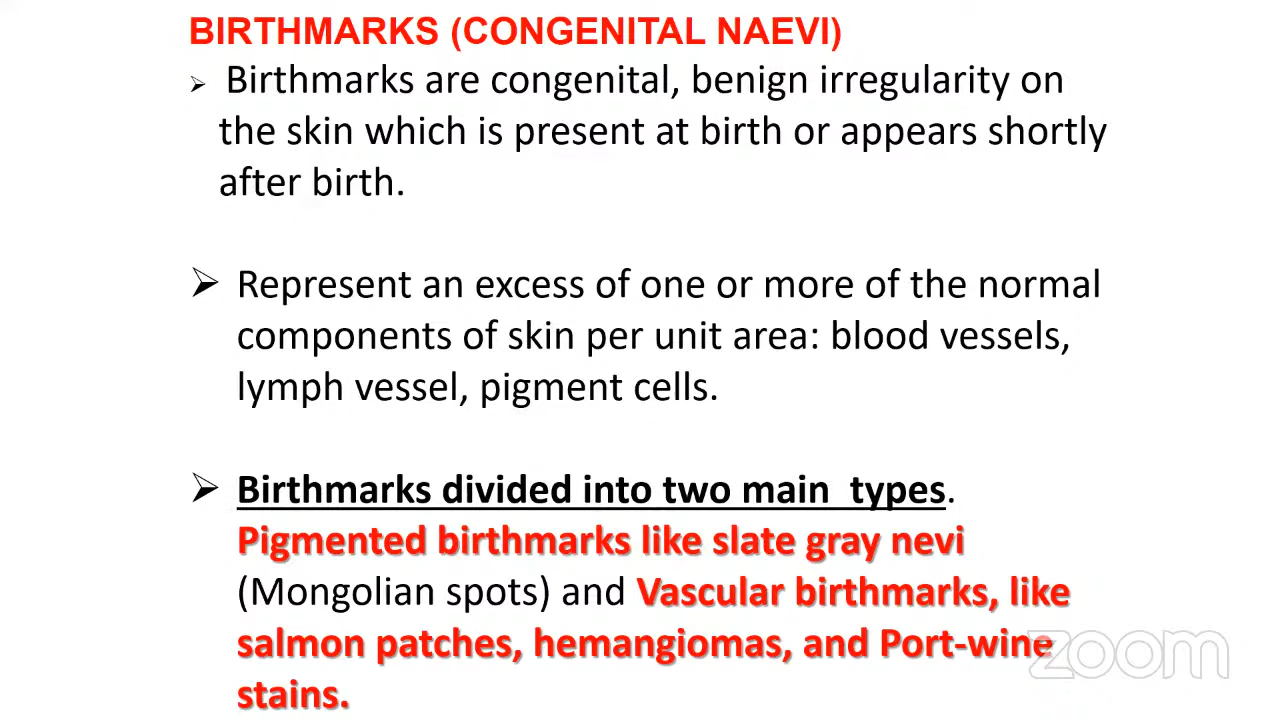 BIRTHMARKS (CONGENITAL NAEVI)
➢ Birthmarks are congenital, benign irregularity on
the skin which is present at birth or appears shortly
after birth.
➢ Represent an excess of one or more of the normal
components of skin per unit area: blood vessels,
lymph vessel, pigment cells.
➢ Birthmarks divided into two main types.
Pigmented birthmarks like slate gray nevi
(Mongolian spots) and Vascular birthmarks, like
salmon patches, hemangiomas, and Port-wine
stains.
zoom